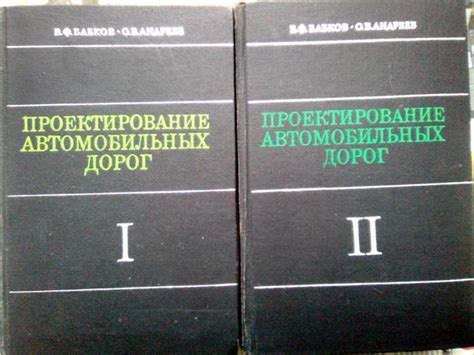 В.Ф.БАБКОВ · О.В.АНДРЕЕВ
ПРОЕКТИРОВАНИЕ
АВТОМОБИЛЬНЫХ
ДОРОГ
I
В.Ф.БАБКОВ · О.В.АНДРЕЕВ
ПРОЕКТИРОВАНИЕ
АВТОМОБИЛЬНЫХ
ДОРОГ
II